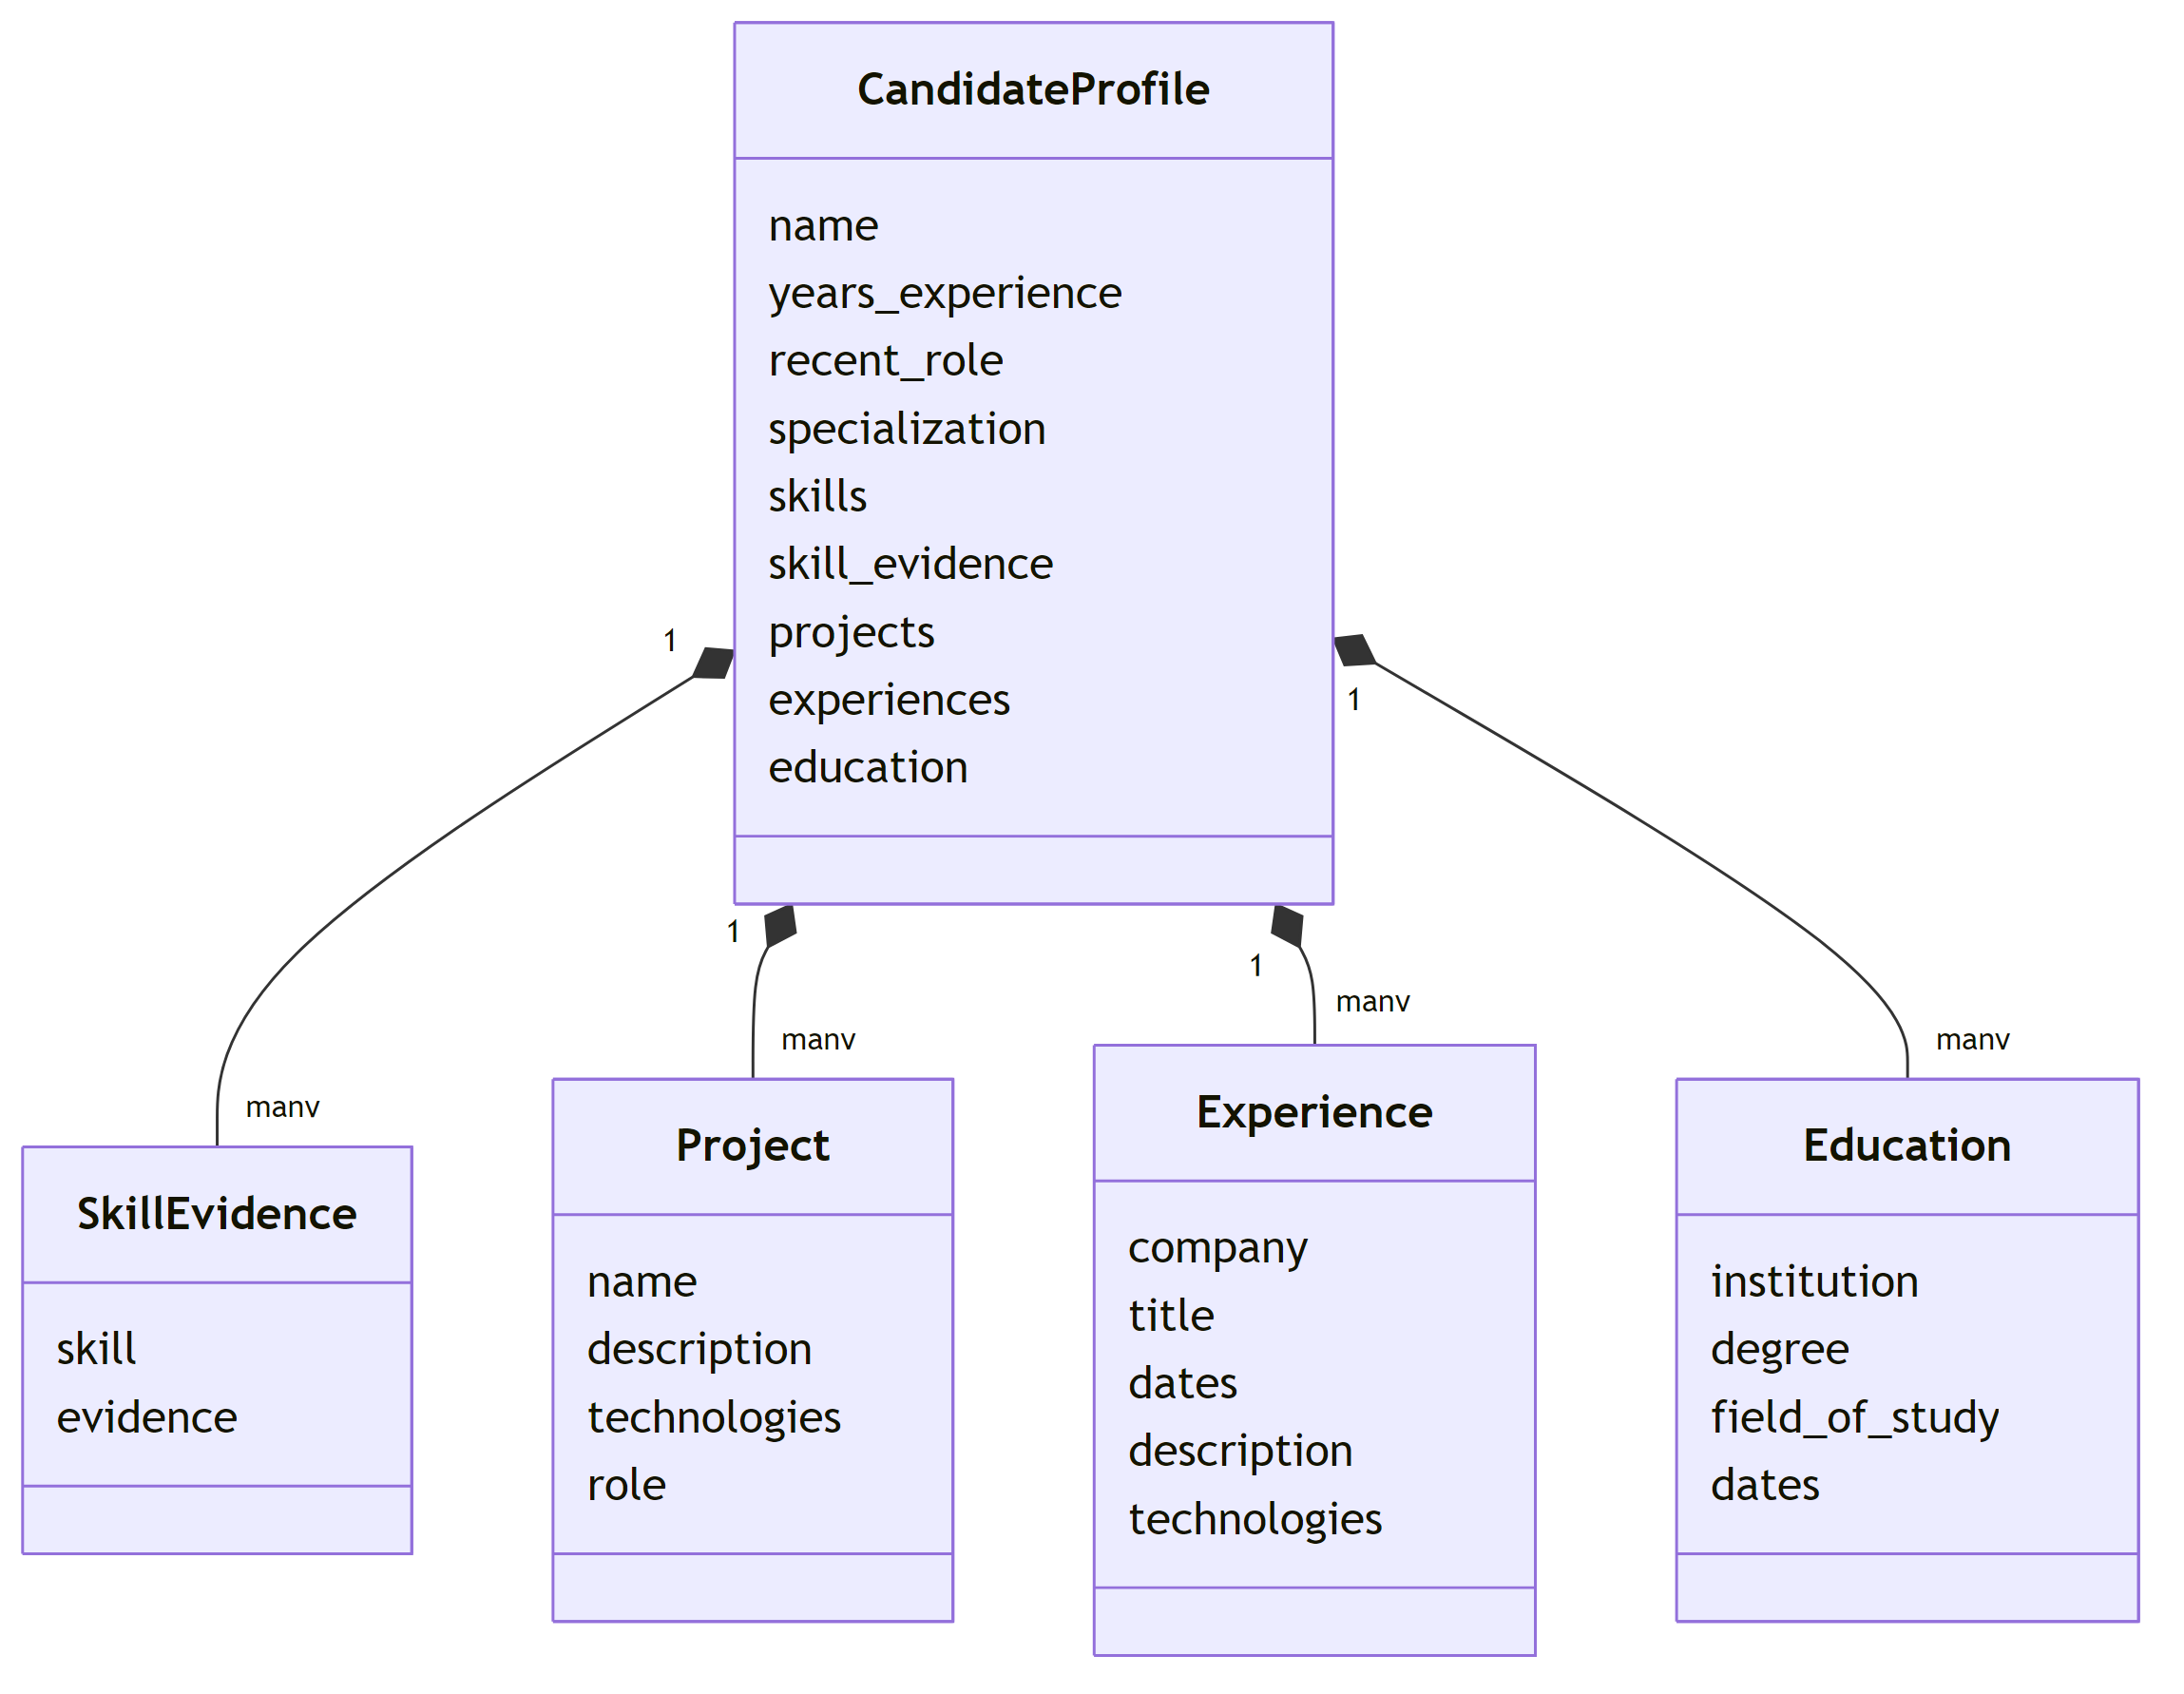 CandidateProfile
name
years_experience
recent_role
specialization
skills
skill_evidence
projects
experiences
education
1
1
1
1
manv
manv
manv
manv
SkillEvidence
skill
evidence
Project
name
description
technologies
role
Experience
company
title
dates
description
technologies
Education
institution
degree
field_of_study
dates